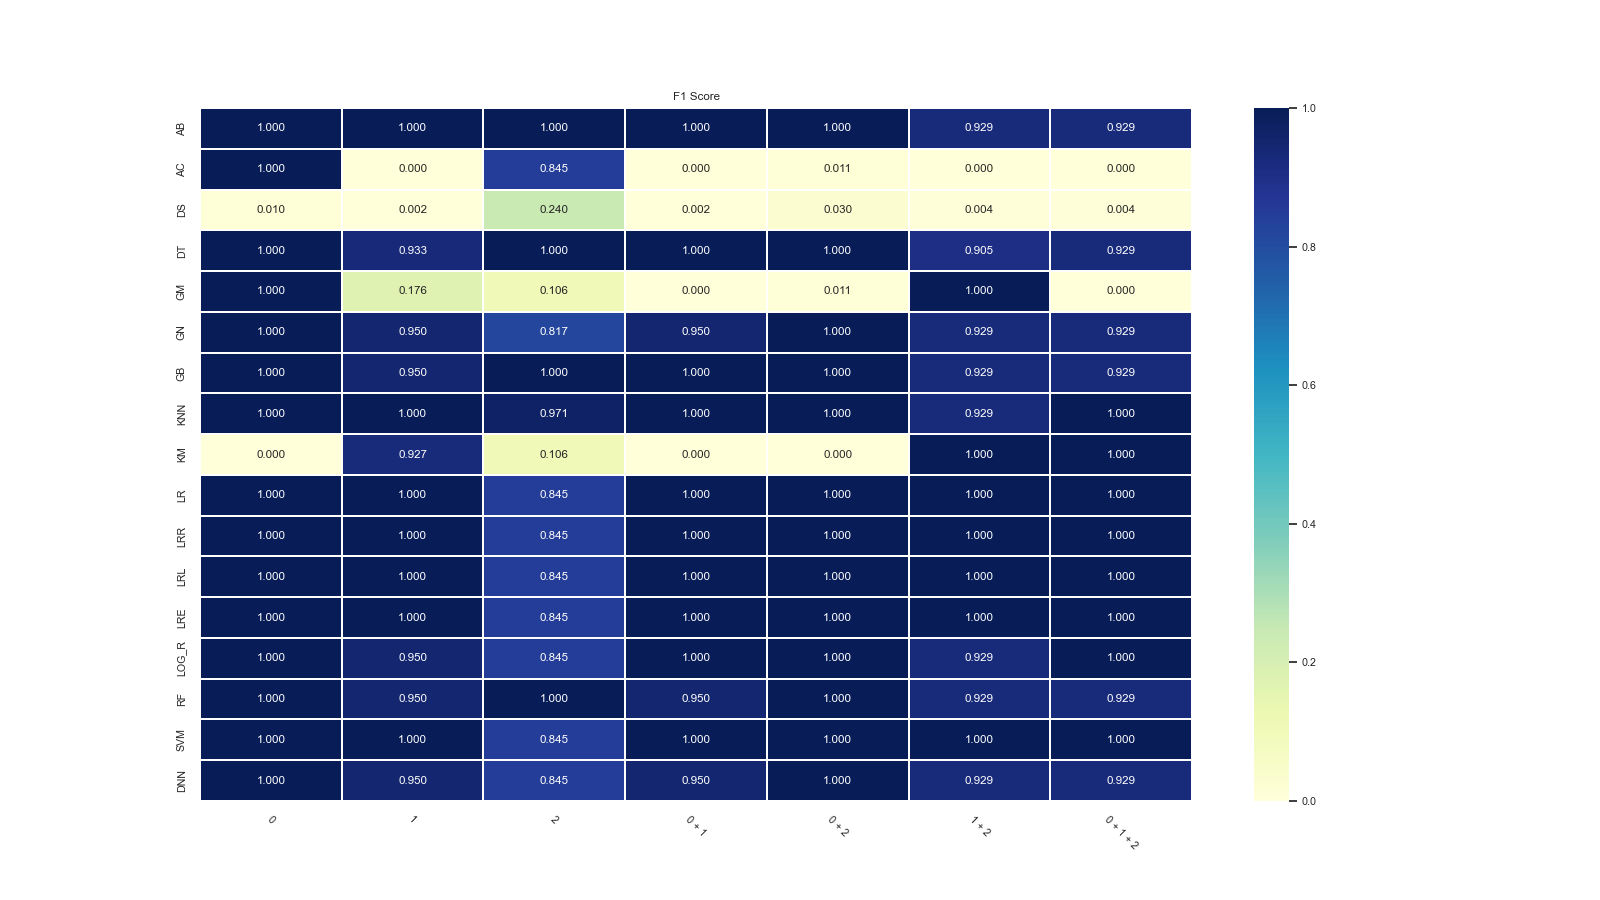 F1 Score
AB 1.000 1.000 1.000 1.000 1.000 0.929 0.929
AC 1.000 0.000 0.845 0.000 0.011 0.000 0.000
DS 0.010 0.002 0.240 0.002 0.030 0.004 0.004
DT 1.000 0.933 1.000 1.000 1.000 0.905 0.929
GM 1.000 0.176 0.106 0.000 0.011 1.000 0.000
GN 1.000 0.950 0.817 0.950 1.000 0.929 0.929
GB 1.000 0.950 1.000 1.000 1.000 0.929 0.929
KNN 1.000 1.000 0.971 1.000 1.000 0.929 1.000
KM 0.000 0.927 0.106 0.000 0.000 1.000 1.000
LR 1.000 1.000 0.845 1.000 1.000 1.000 1.000
LRR 1.000 1.000 0.845 1.000 1.000 1.000 1.000
LRL 1.000 1.000 0.845 1.000 1.000 1.000 1.000
LRE 1.000 1.000 0.845 1.000 1.000 1.000 1.000
LOG_R 1.000 0.950 0.845 1.000 1.000 0.929 1.000
RF 1.000 0.950 1.000 0.950 1.000 0.929 0.929
SVM 1.000 1.000 0.845 1.000 1.000 1.000 1.000
DNN 1.000 0.950 0.845 0.950 1.000 0.929 0.929
0 1 2 0 + 1 0 + 2 1 + 2 0 + 1 + 2
1.0
0.8
0.6
0.4
0.2
0.0